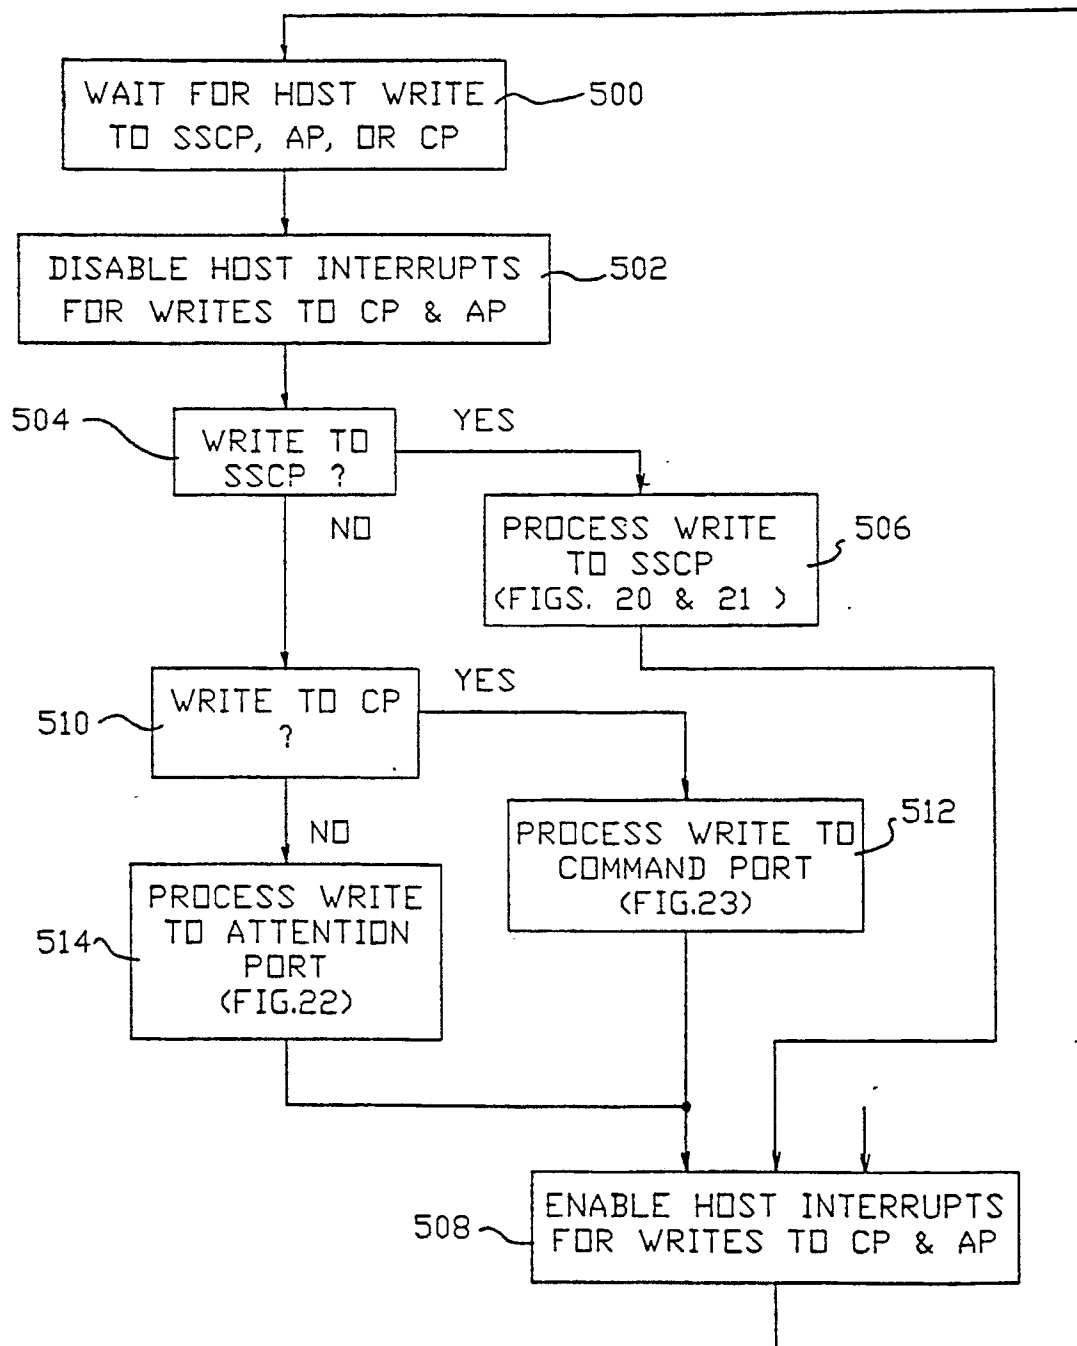 WAIT FOR HOST WRITE
TO SSCP, AP, OR CP
500
DISABLE HOST INTERRUPTS
FOR WRITES TO CP & AP
502
504
WRITE TO
SSCP ?
YES
NO
PROCESS WRITE
TO SSCP
(FIGS. 20 & 21 )
506
510
WRITE TO CP
?
YES
NO
PROCESS WRITE TO
COMMAND PORT
(FIG.23)
512
514
PROCESS WRITE
TO ATTENTION
PORT
(FIG.22)
508
ENABLE HOST INTERRUPTS
FOR WRITES TO CP & AP